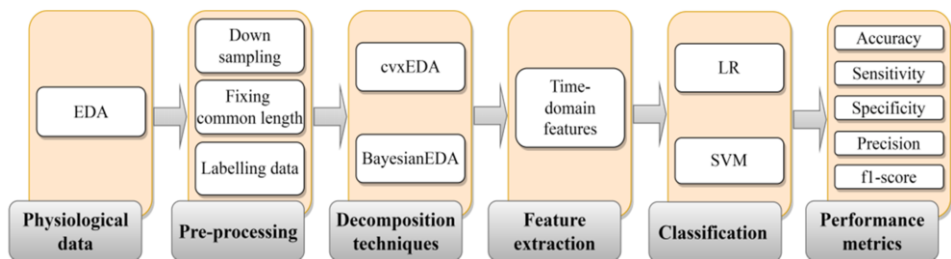 EDA
Physiological
data
Down
sampling
Fixing
common length
Labelling data
Pre-processing
cvxEDA
BayesianEDA
Decomposition
techniques
Time-
domain
features
Feature
extraction
LR
SVM
Classification
Accuracy
Sensitivity
Specificity
Precision
f1-score
Performance
metrics